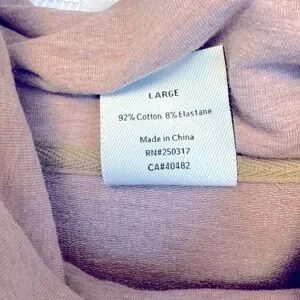 LARGE
92% Cotton 8% Elastane
Made in China
RN#250317
CA#40482